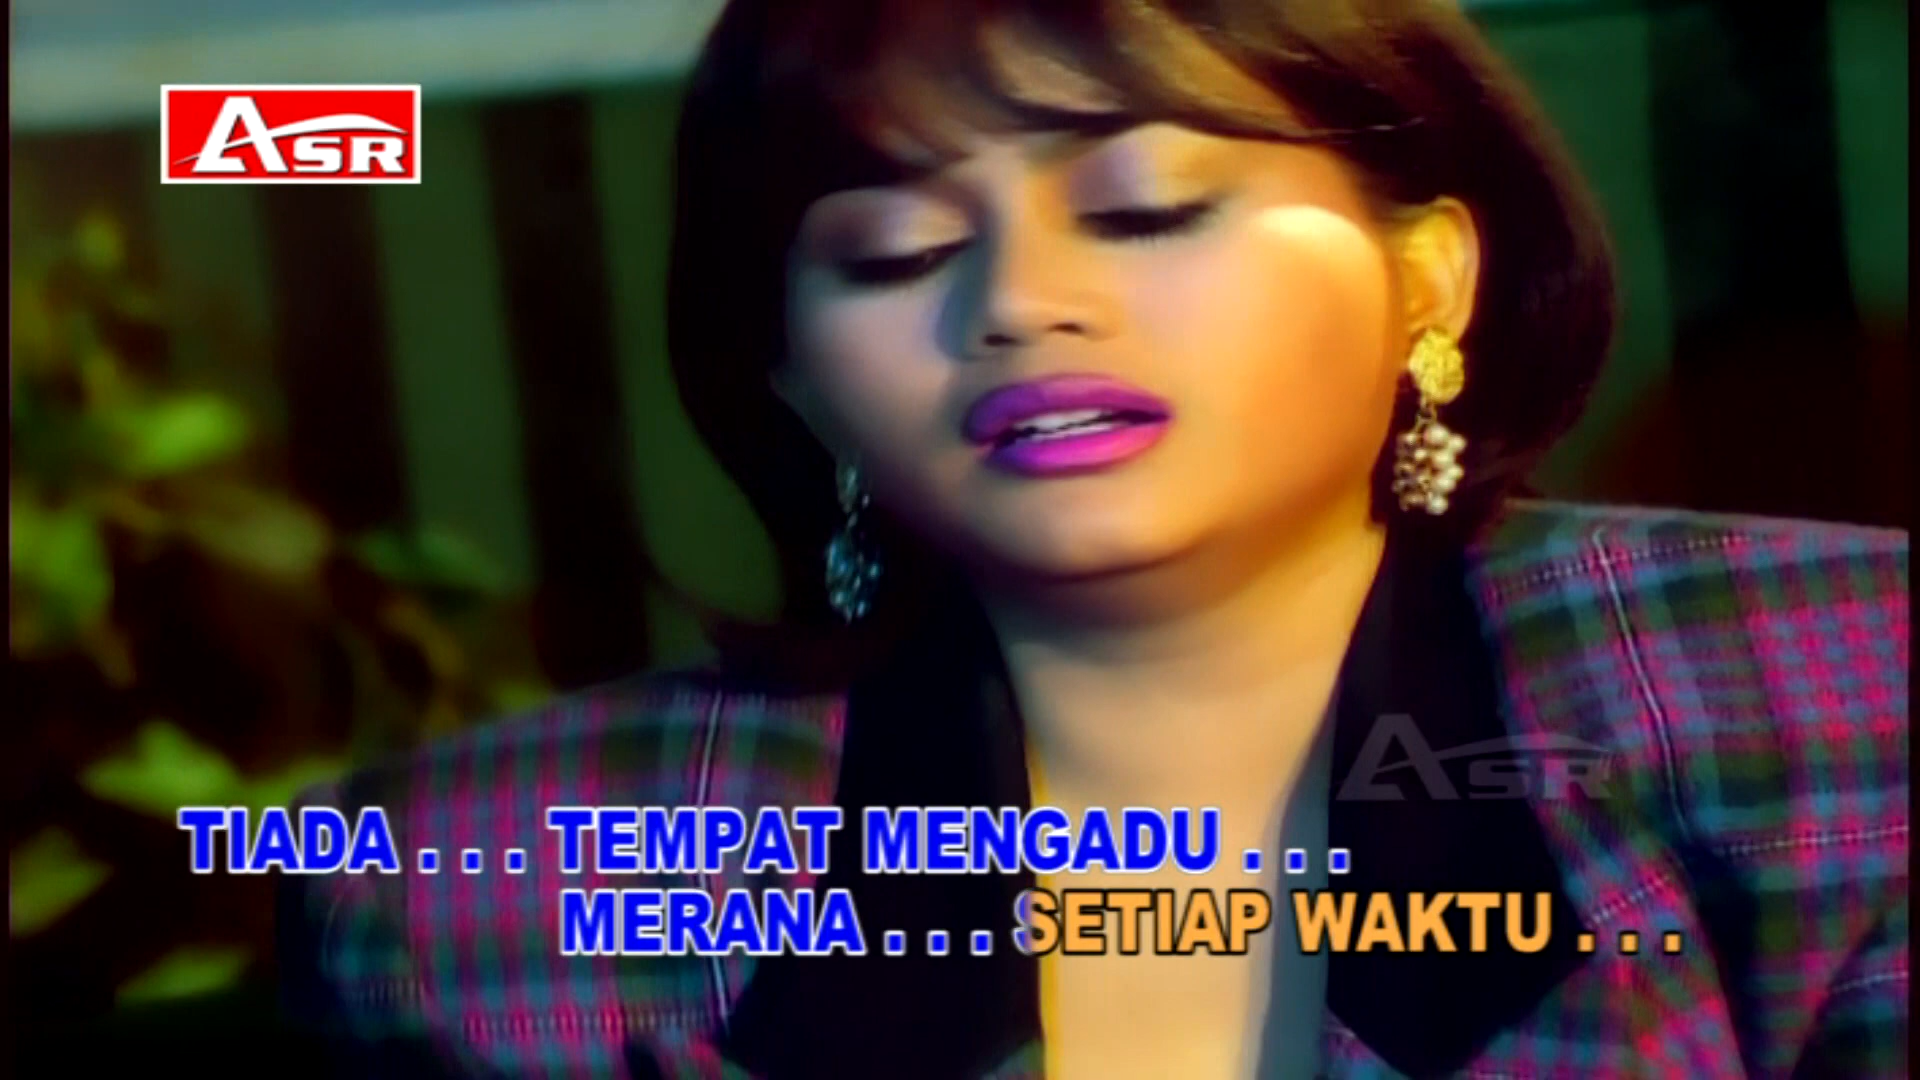 ASR
TIADA . . . TEMPAT MENGADU . . .
ASR
MERANA . . . SETIAP WAKTU . . .